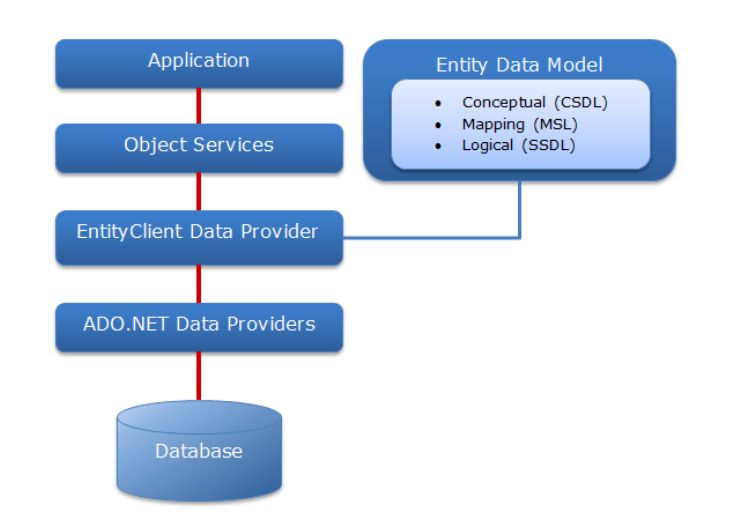 Application
Entity Data Model
• Conceptual (CSDL)
• Mapping (MSL)
• Logical (SSDL)
Object Services
EntityClient Data Provider
ADO.NET Data Providers
Database